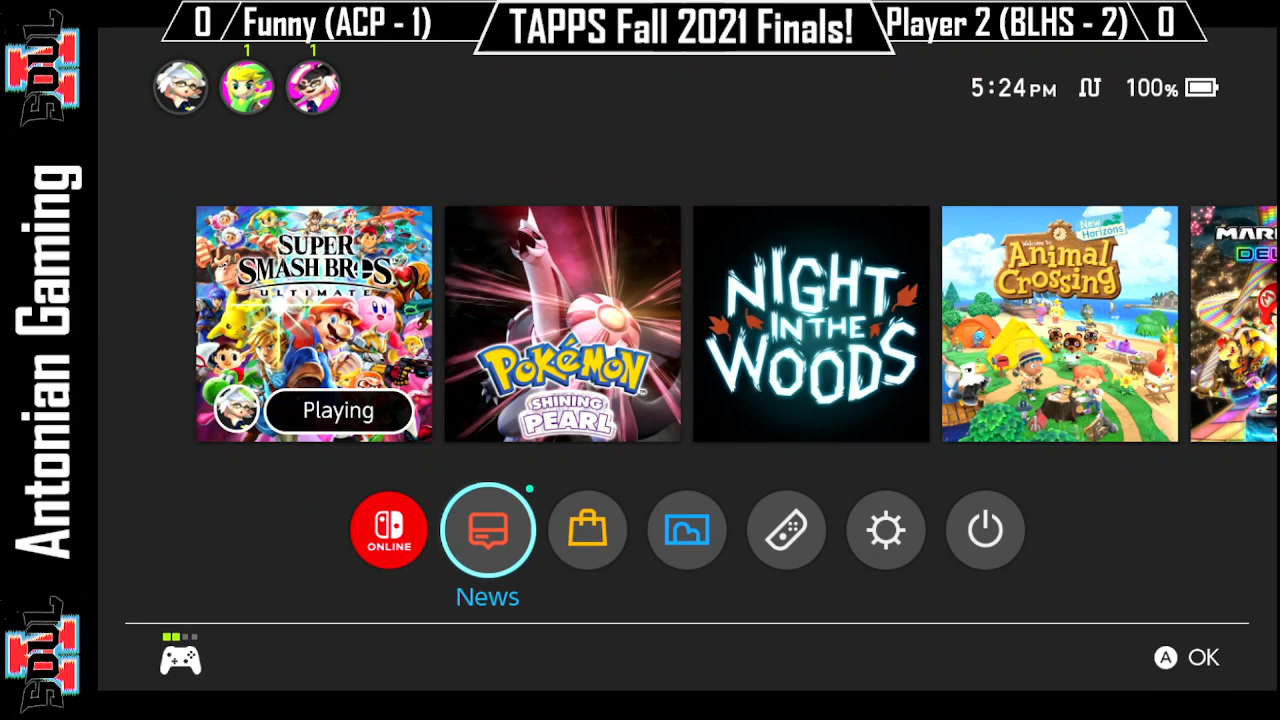 0
Funny (ACP - 1)
TAPPS Fall 2021 Finals!
Player 2 (BLHS - 2)
0
1
1
5:24 PM
100%
SUPER
SMASH BROS.
ULTIMATE
Playing
POKéMON
SHINING
PEARL
NIGHT
IN THE
WOODS
New
Horizons
Welcome to
Animal
Crossing
ONLINE
News
A OK
Antonian Gaming